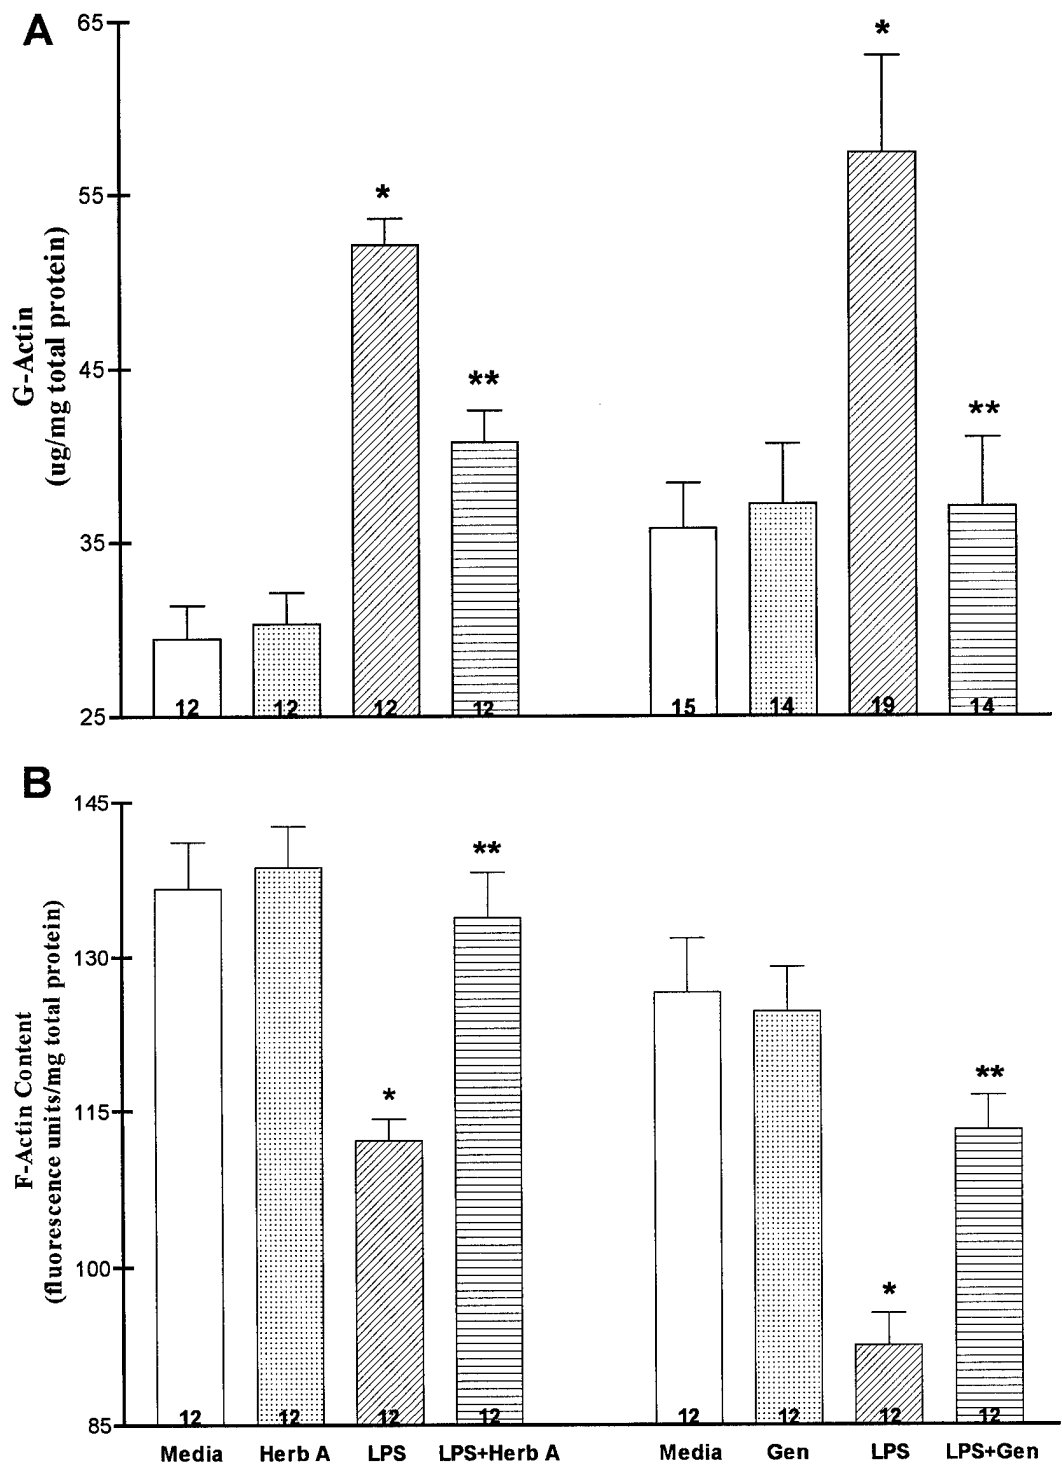 A
65
55
45
35
25
G-Actin
(ug/mg total protein)
*
**
*
**
12 12 12 12 15 14 19 14
B
145
130
115
100
85
F-Actin Content
(fluorescence units/mg total protein)
*
**
*
**
12 12 12 12 12 12 12 12
Media Herb A LPS LPS+Herb A Media Gen LPS LPS+Gen